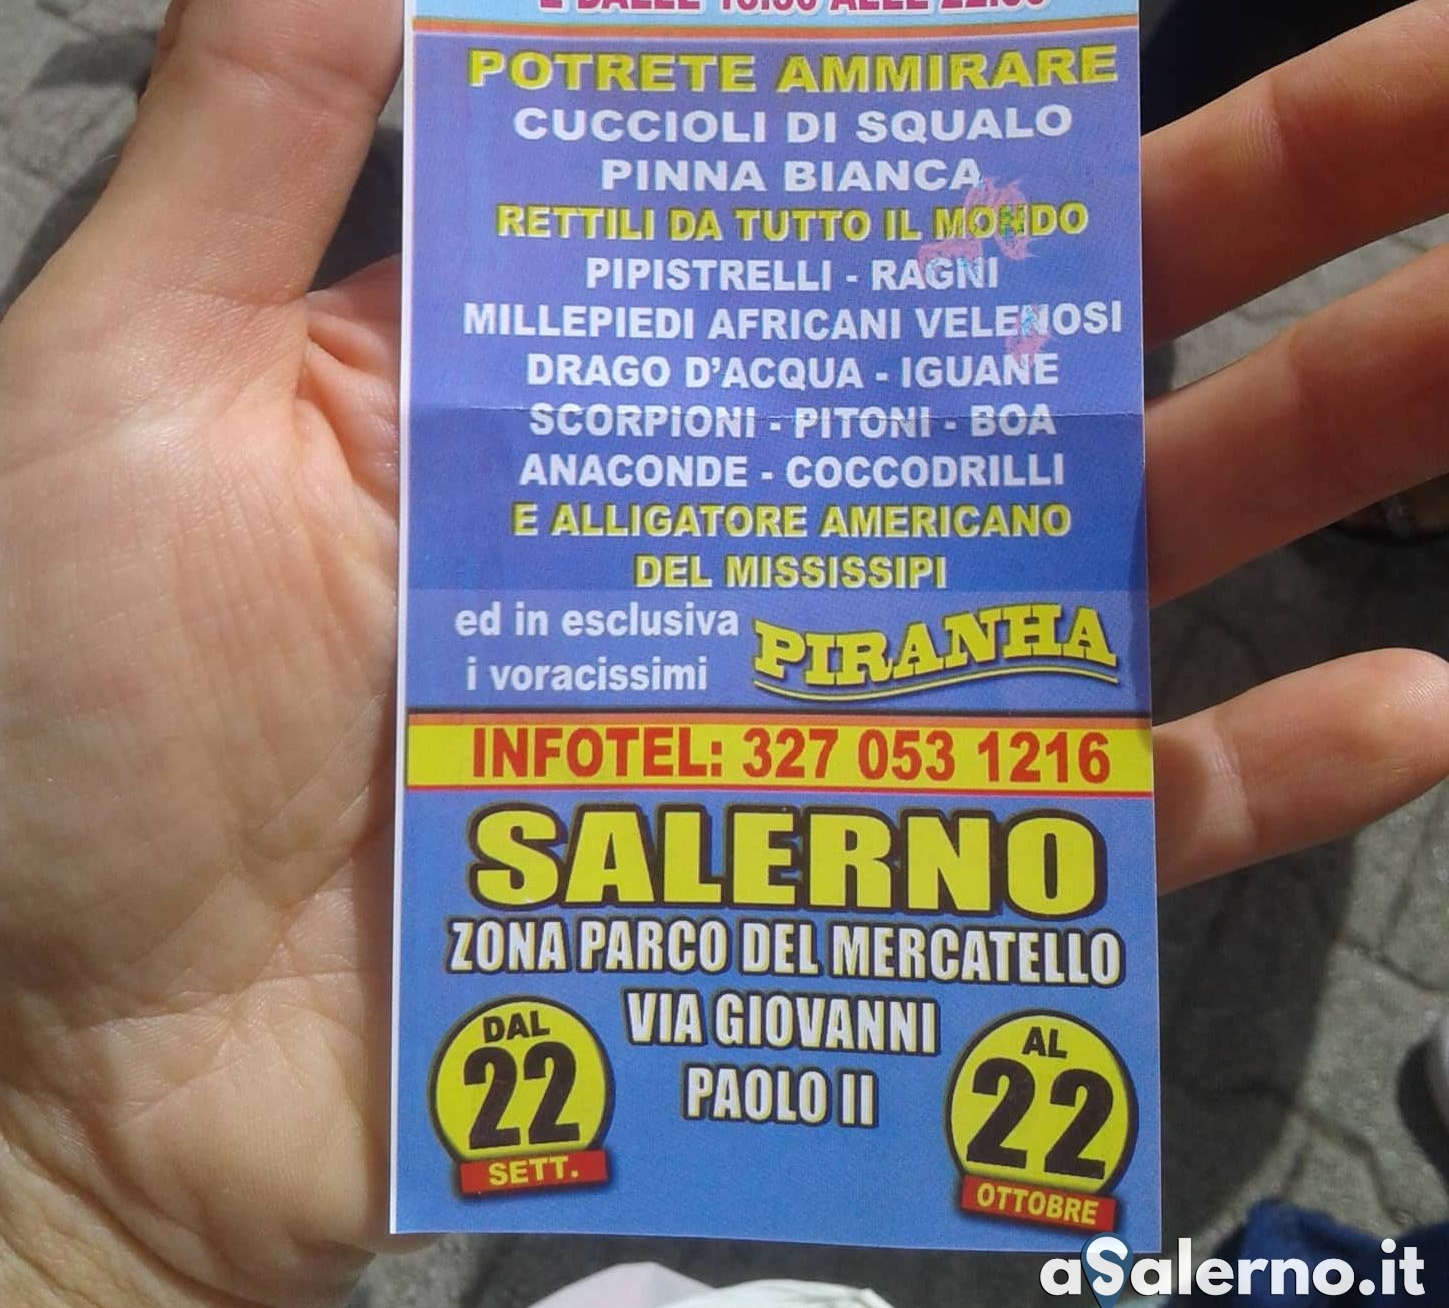 E DALLE
POTRETE AMMIRARE
CUCCIOLI DI SQUALO
PINNA BIANCA
RETTILI DA TUTTO IL MONDO
PIPISTRELLI - RAGNI
MILLEPIEDI AFRICANI VELENOSI
DRAGO D'ACQUA - IGUANE
SCORPIONI - PITONI - BOA
ANACONDE - COCCODRILLI
E ALLIGATORE AMERICANO
DEL MISSISSIPI
ed in esclusiva
i voracissimi
PIRANHA
INFOTEL: 327 053 1216
SALERNO
ZONA PARCO DEL MERCATELLO
VIA GIOVANNI
PAOLO II
DAL
22
SETT.
AL
22
OTTOBRE
aSalerno.it